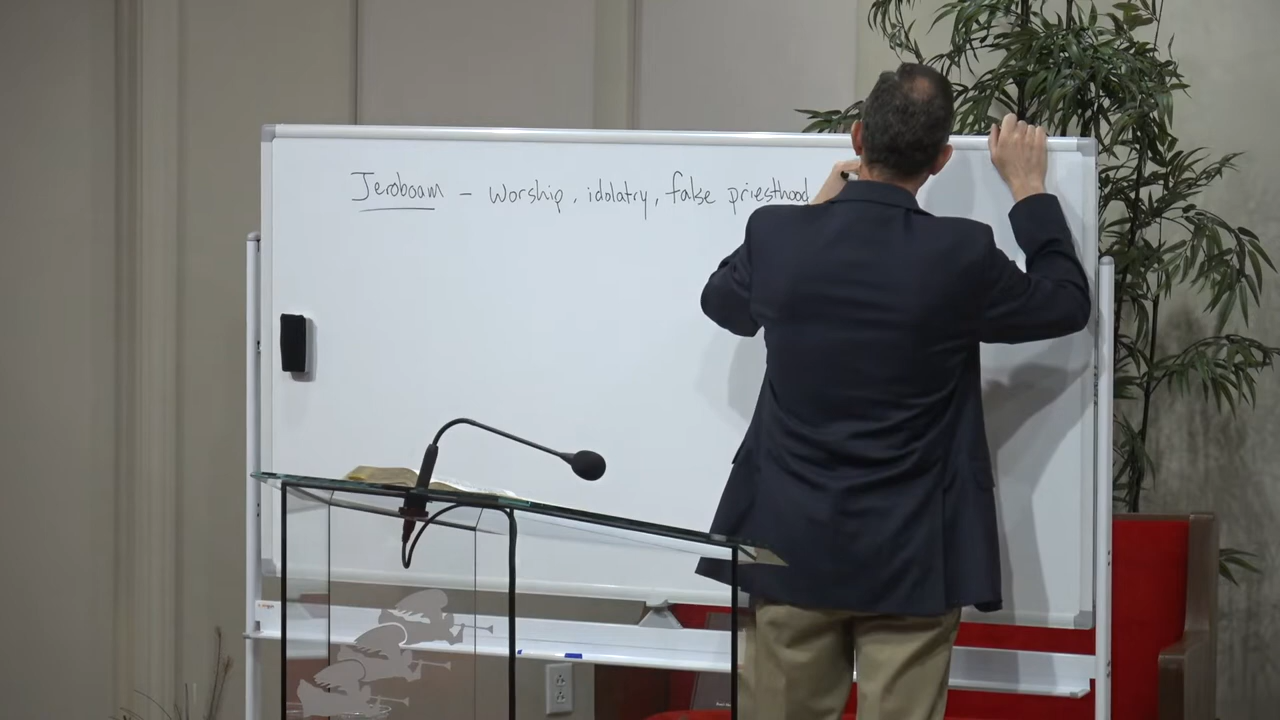 Jeroboam – worship, idolatry, false priesthood